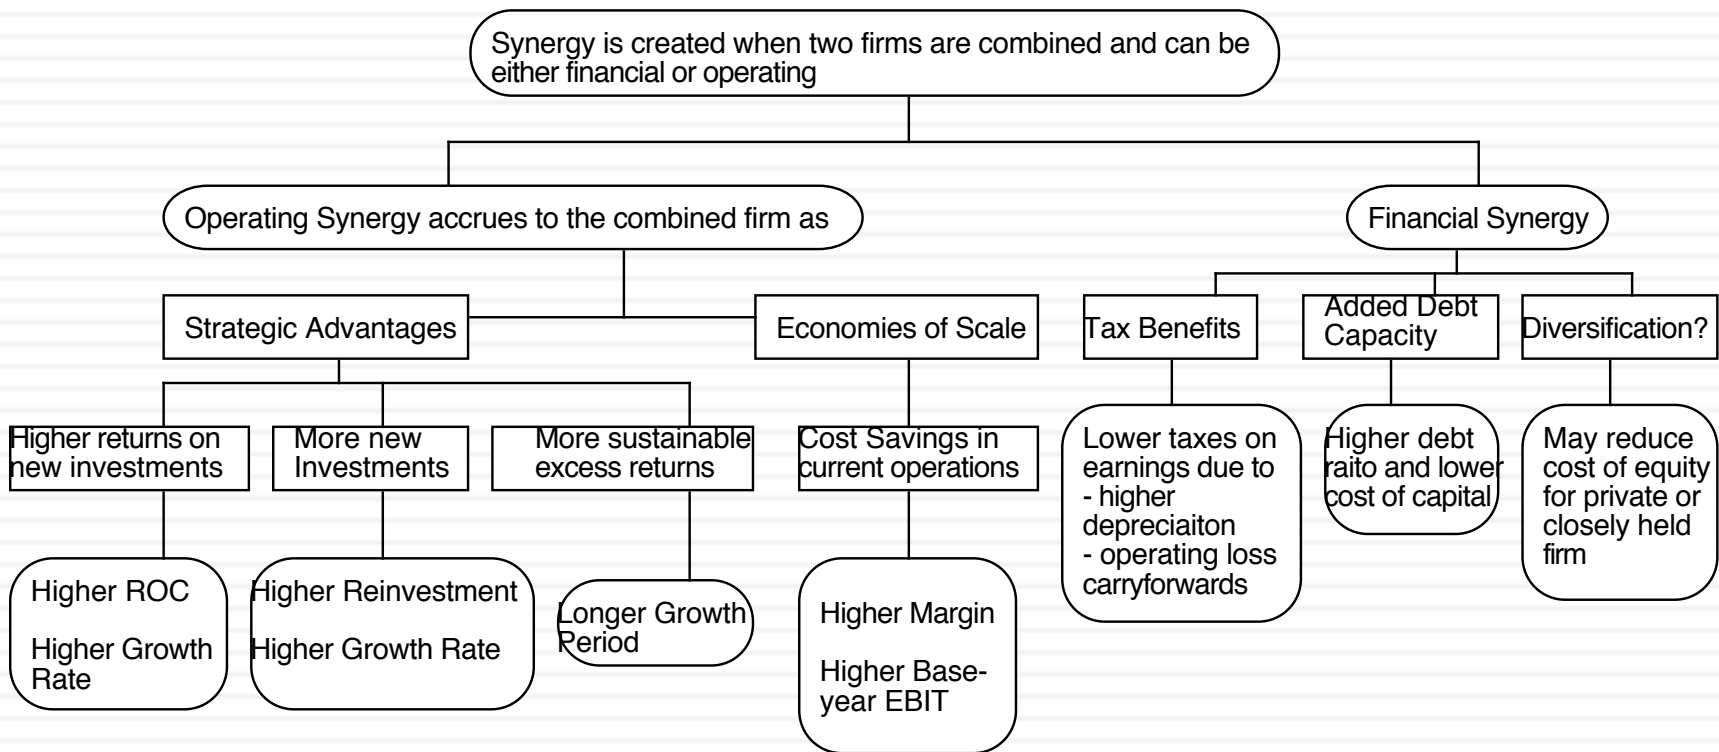 Synergy is created when two firms are combined and can be
either financial or operating
Operating Synergy accrues to the combined firm as
Financial Synergy
Strategic Advantages
Economies of Scale
Tax Benefits
Added Debt
Capacity
Diversification?
Higher returns on
new investments
More new
Investments
More sustainable
excess returns
Cost Savings in
current operations
Lower taxes on
earnings due to
- higher
depreciaiton
- operating loss
carryforwards
Higher debt
raito and lower
cost of capital
May reduce
cost of equity
for private or
closely held
firm
Higher ROC
Higher Growth
Rate
Higher Reinvestment
Higher Growth Rate
Longer Growth
Period
Higher Margin
Higher Base-
year EBIT